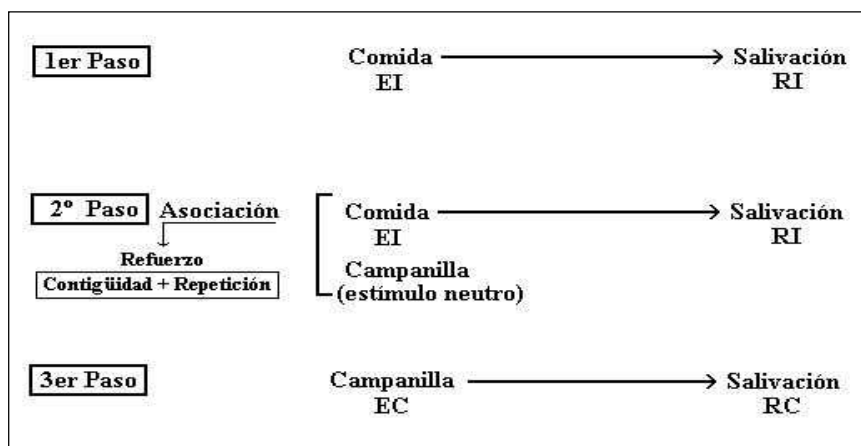 1er Paso
Comida
EI
Salivación
RI
2º Paso
Asociación
Refuerzo
Contigüidad + Repetición
Comida
EI
Salivación
RI
Campanilla
(estímulo neutro)
3er Paso
Campanilla
EC
Salivación
RC